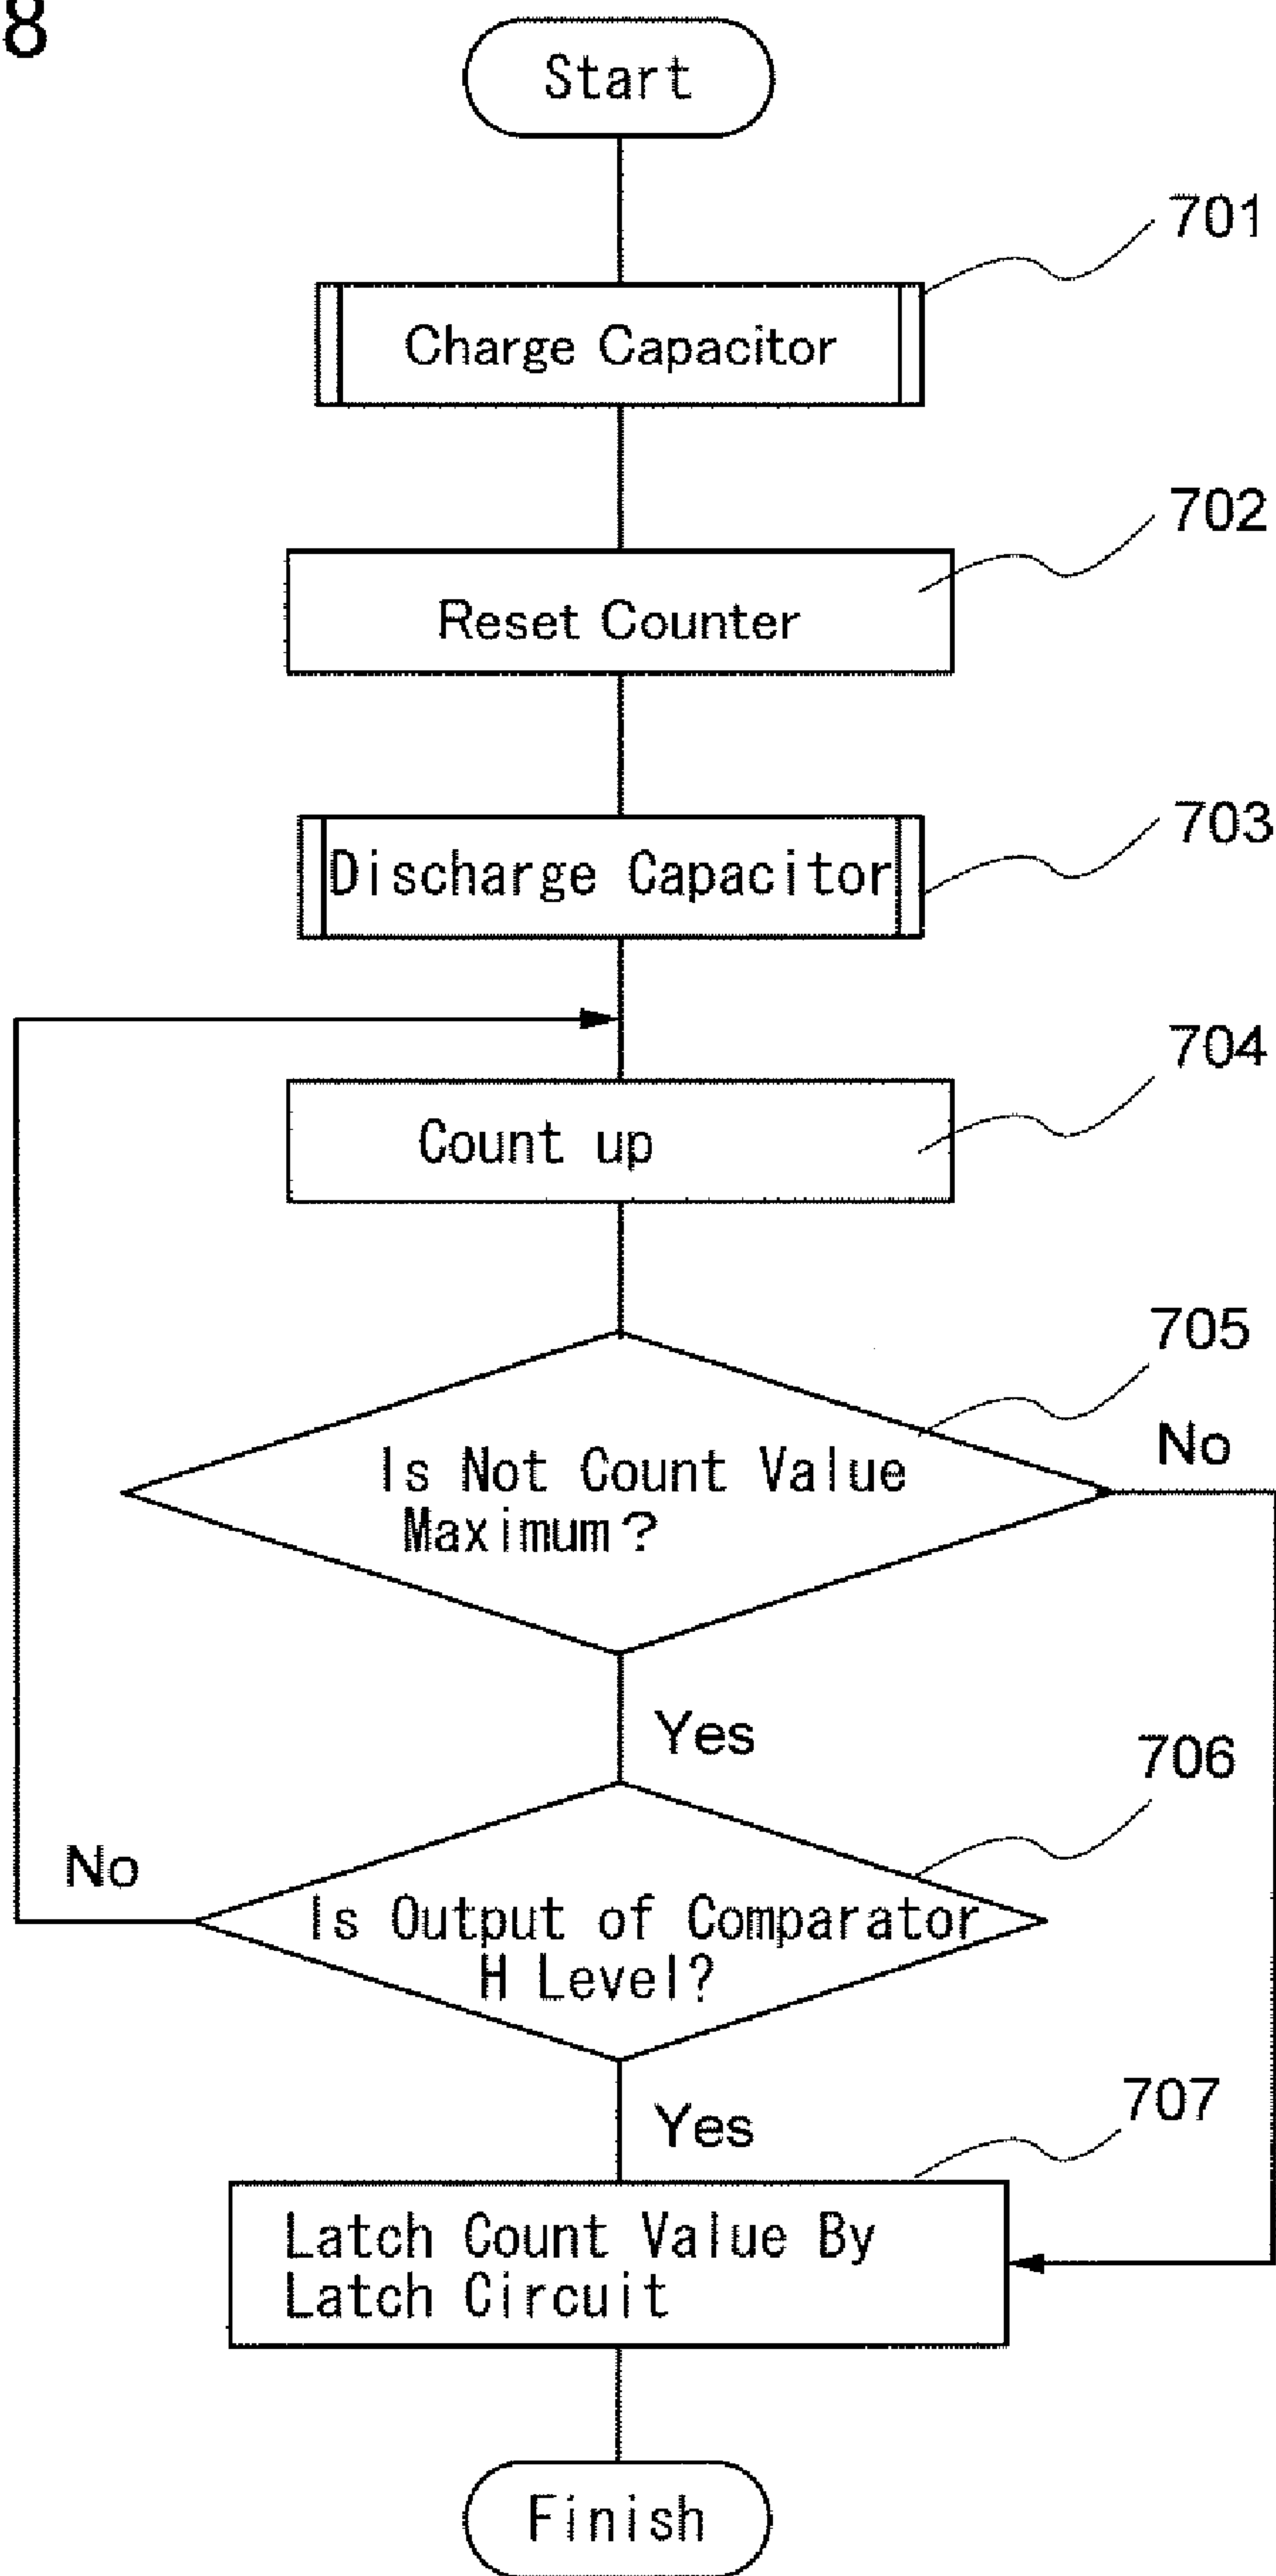 8
Start
701
Charge Capacitor
702
Reset Counter
703
Discharge Capacitor
704
Count up
705
Is Not Count Value
Maximum?
No
Yes
706
No
Is Output of Comparator
H Level?
Yes
707
Latch Count Value By
Latch Circuit
Finish